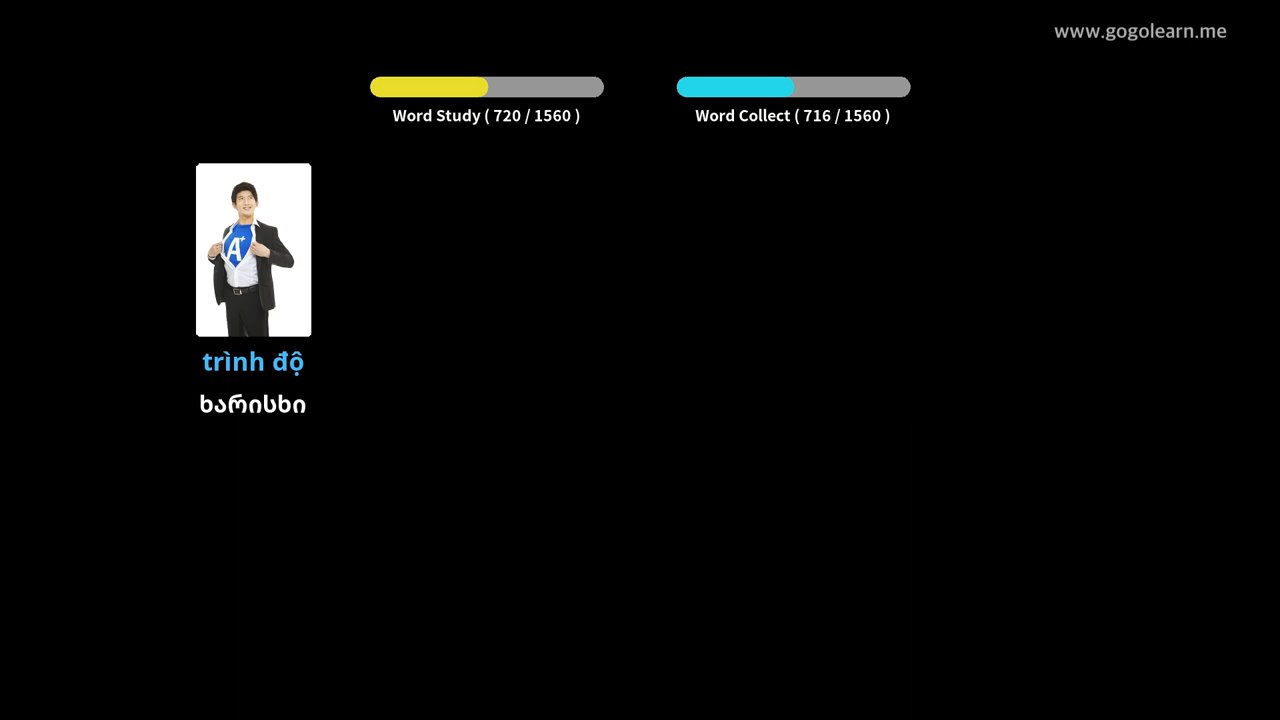 www.gogolearn.me
Word Study ( 720 / 1560 )
Word Collect ( 716 / 1560 )
A+
trình độ
ხარისხი